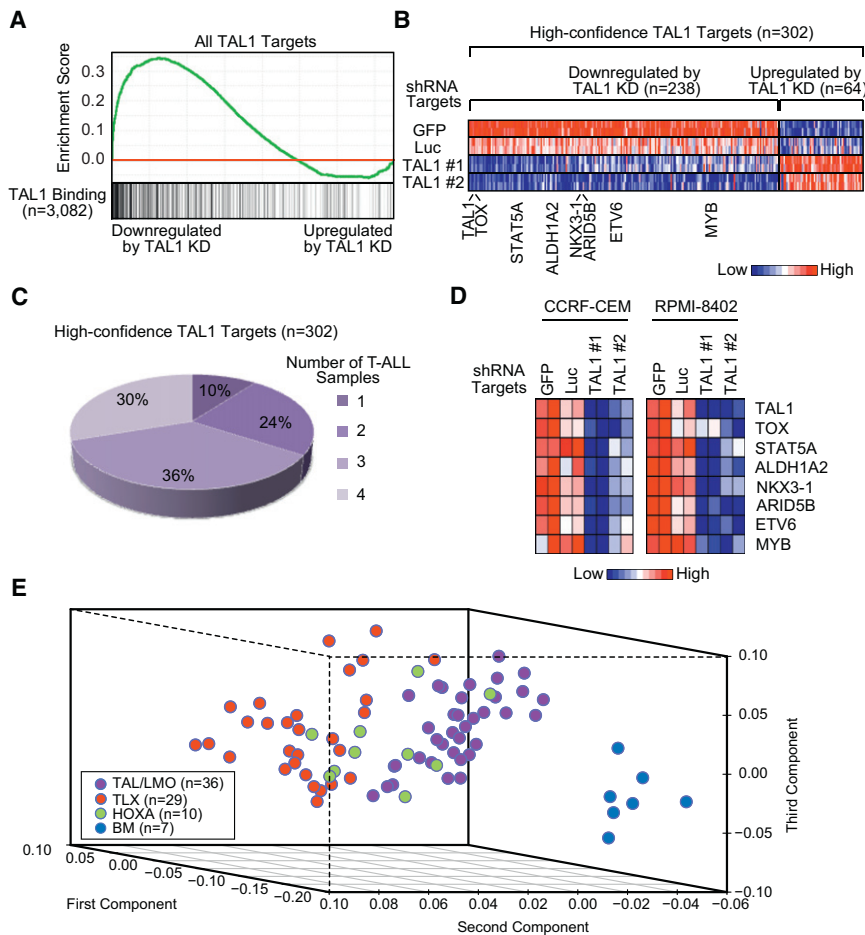 A
All TAL1 Targets
Enrichment Score
0.3
0.2
0.1
0.0
TAL1 Binding
(n=3,082)
Downregulated
by TAL1 KD
Upregulated
by TAL1 KD
B
High-confidence TAL1 Targets (n=302)
shRNA
Targets
Downregulated by
TAL1 KD (n=238)
Upregulated by
TAL1 KD (n=64)
GFP
Luc
TAL1 #1
TAL1 #2
TAL1>
TOX
STAT5A
ALDH1A2
NKX3-1>
ARID5B
ETV6
MYB
Low
High
C
High-confidence TAL1 Targets (n=302)
Number of T-ALL
Samples
10%
24%
36%
30%
1
2
3
4
D
CCRF-CEM
RPMI-8402
shRNA
Targets
GFP
Luc
TAL1 #1
TAL1 #2
GFP
Luc
TAL1 #1
TAL1 #2
TAL1
TOX
STAT5A
ALDH1A2
NKX3-1
ARID5B
ETV6
MYB
Low
High
E
TAL/LMO (n=36)
TLX (n=29)
HOXA (n=10)
BM (n=7)
0.10
0.05
0.00
−0.05
−0.10
−0.15
−0.20
First Component
0.10
0.08
0.06
0.04
0.02
0.00
−0.02
−0.04
−0.06
Second Component
0.10
0.05
0.00
−0.05
−0.10
Third Component